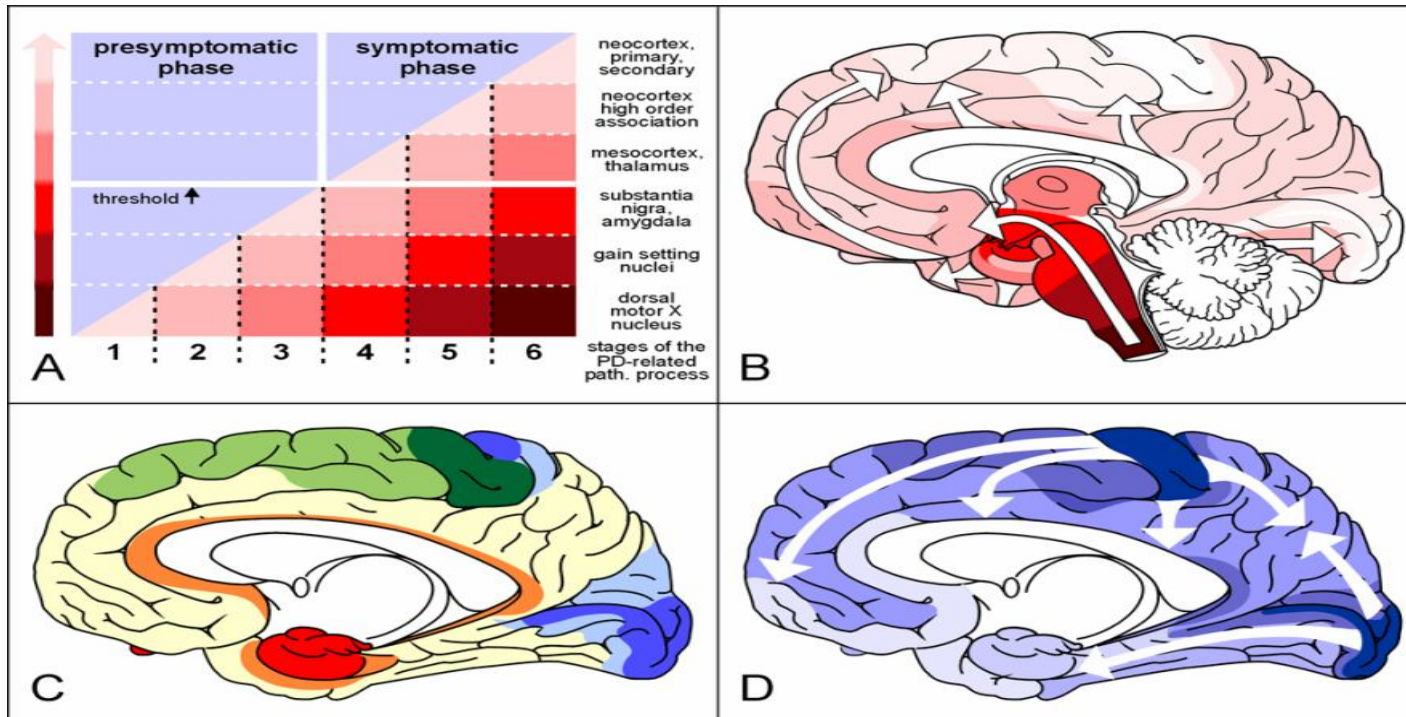 presymptomatic
phase
symptomatic
phase
neocortex,
primary,
secondary
neocortex
high order
association
mesocortex,
thalamus
threshold
substantia
nigra,
amygdala
gain setting
nuclei
dorsal
motor X
nucleus
1 2 3 4 5 6
stages of the
PD-related
path. process
A
B
C
D